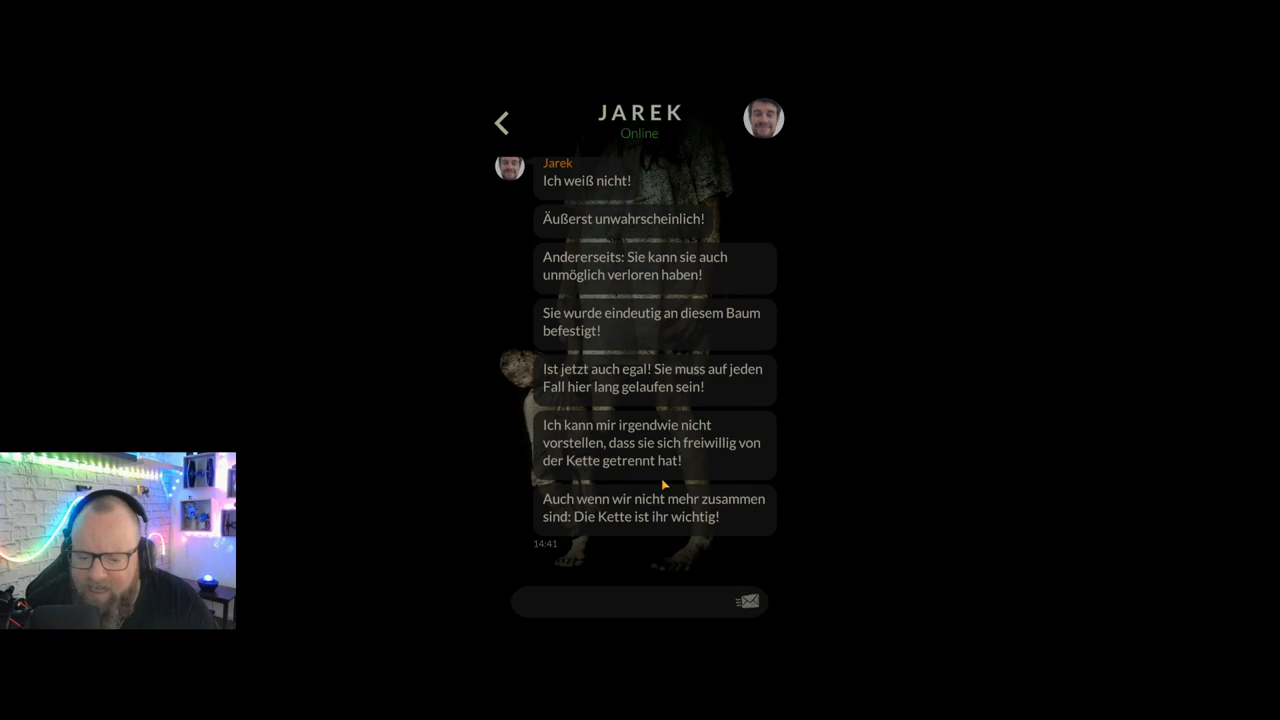 JAREK
Online
Jarek
Ich weiß nicht!
Äußerst unwahrscheinlich!
Andererseits: Sie kann sie auch
unmöglich verloren haben!
Sie wurde eindeutig an diesem Baum
befestigt!
Ist jetzt auch egal! Sie muss auf jeden
Fall hier lang gelaufen sein!
Ich kann mir irgendwie nicht
vorstellen, dass sie sich freiwillig von
der Kette getrennt hat!
Auch wenn wir nicht mehr zusammen
sind: Die Kette ist ihr wichtig!
14:41